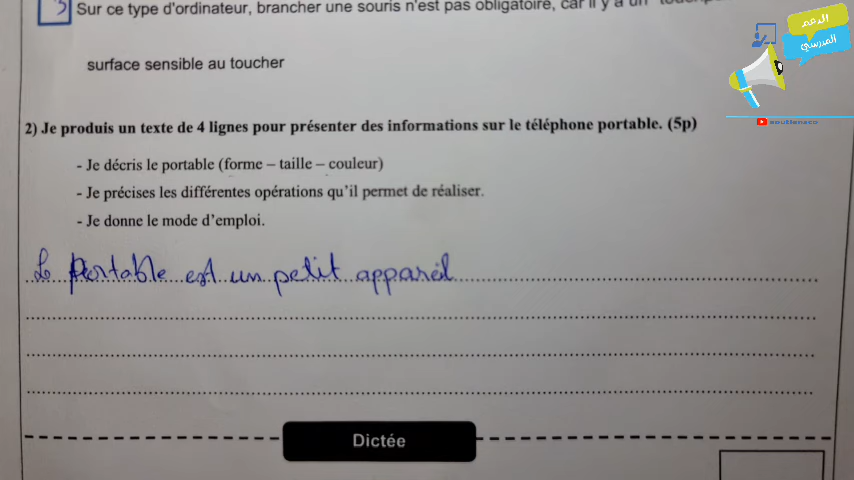 3 Sur ce type d'ordinateur, brancher une souris n'est pas obligatoire, car il y a un
الدعم
المدرسي
surface sensible au toucher
soutienaco
2) Je produis un texte de 4 lignes pour présenter des informations sur le téléphone portable. (5p)
- Je décris le portable (forme – taille – couleur)
- Je précises les différentes opérations qu'il permet de réaliser.
- Je donne le mode d'emploi.
Le Portable est un petit appareil
Dictée